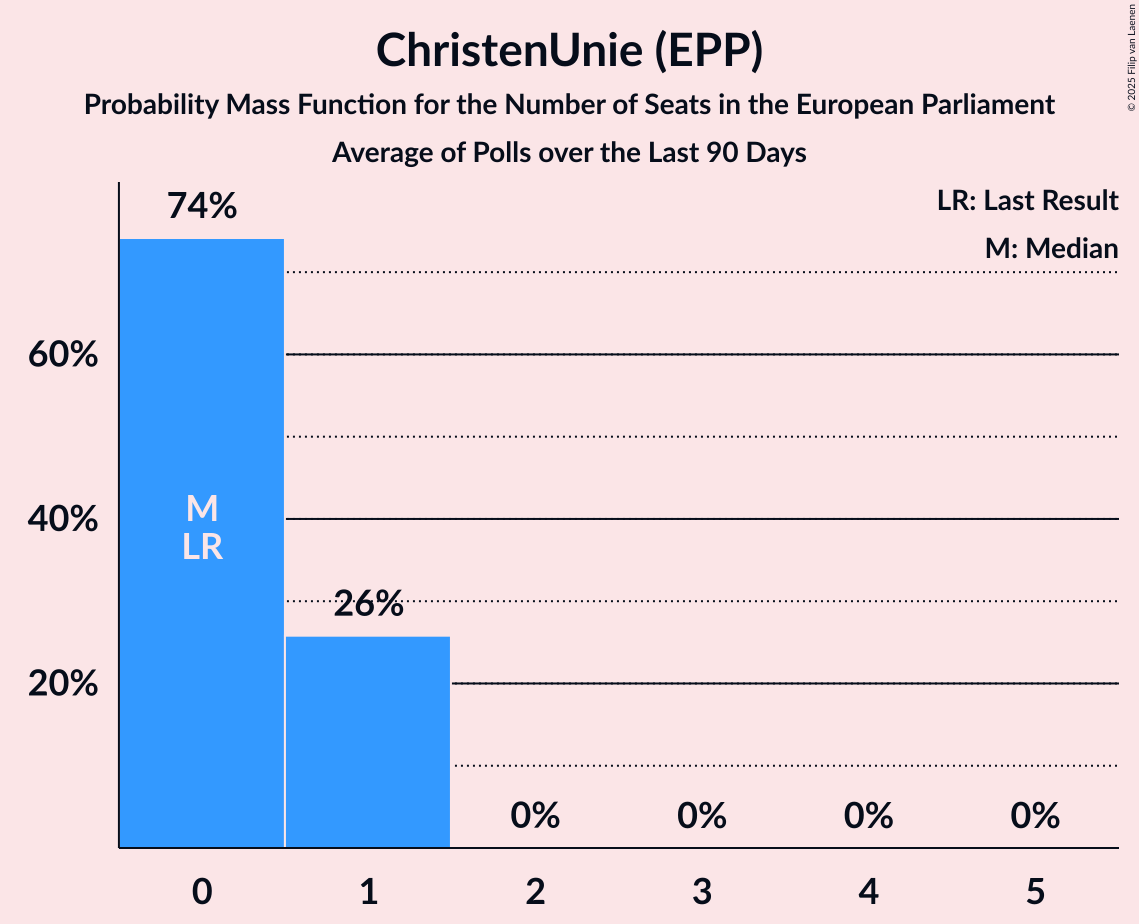 ChristenUnie (EPP)
Probability Mass Function for the Number of Seats in the European Parliament
Average of Polls over the Last 90 Days
© 2025 Filip van Laenen
LR: Last Result
M: Median
74%
60%
M
40%
LR
26%
20%
0% 0% 0% 0%
0 1 2 3 4 5